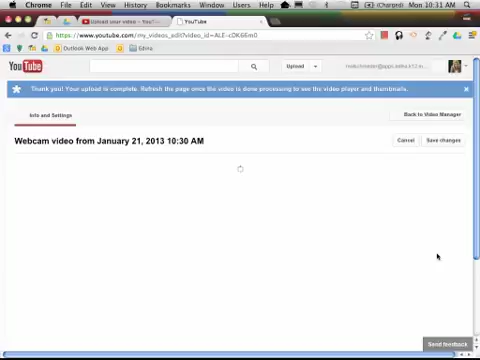 Chrome File Edit View History Bookmarks Window Users Help (Charged) Mon 10:31 AM
Upload your video - You
YouTube
https://www.youtube.com/my_videos_edit?video_id=ALE-cDK6Em0
Outlook Web App Edina
YouTube Upload
Thank you! Your upload is complete. Refresh the page once the video is done processing to see the video player and thumbnails.
Info and Settings Back to Video Manager
Webcam video from January 21, 2013 10:30 AM Cancel Save changes
Send feedback